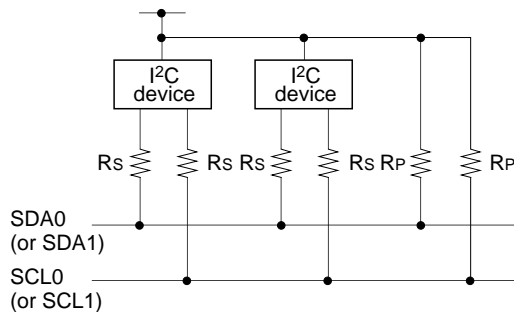 I²C
device
I²C
device
RS
RS
RS
RS
RP
RP
SDA0
(or SDA1)
SCL0
(or SCL1)